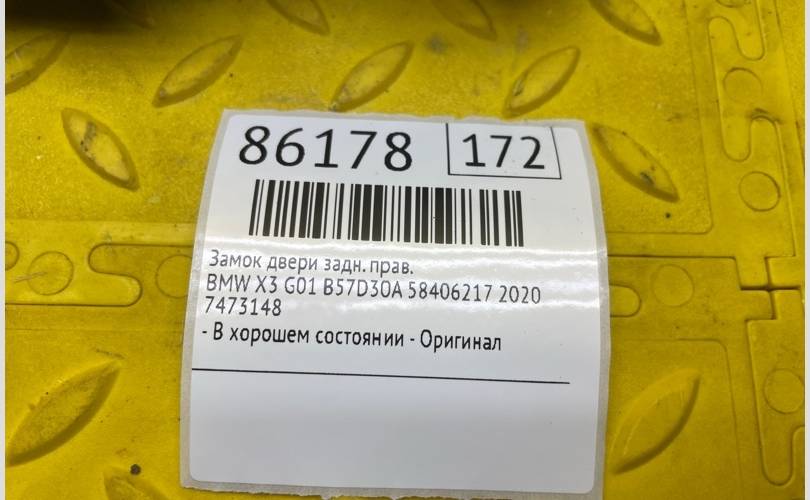 86178 172
Замок двери задн. прав.
BMW X3 G01 B57D30A 58406217 2020
7473148
- В хорошем состоянии - Оригинал